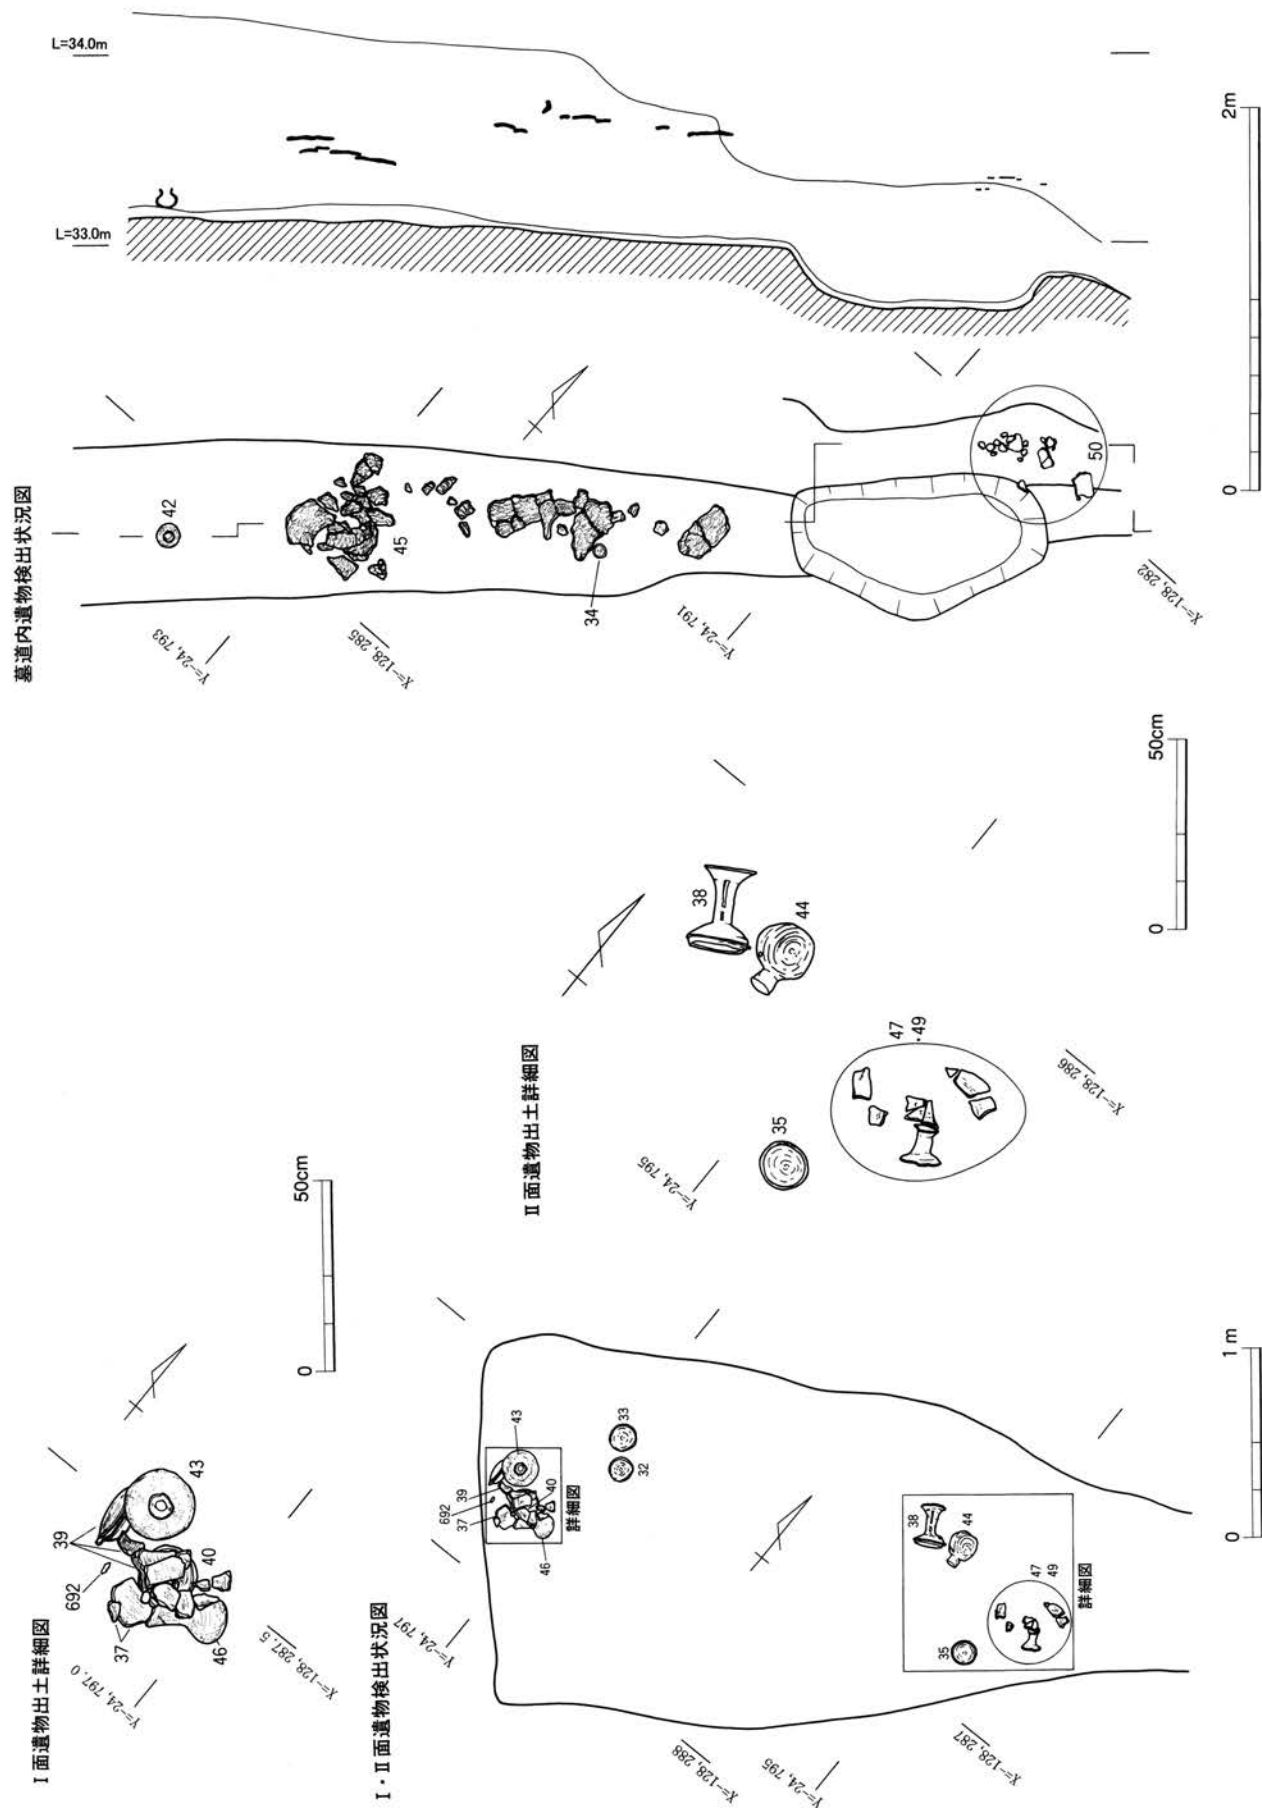 墓道内遺物検出状況図
L=34.0m
L=33.0m
42
45
34
50
Y=-24,793
X=-128,285
Y=-24,791
X=-128,282
0
2m
Ⅰ面遺物出土詳細図
692
39
43
37
40
46
Y=-24,797.0
X=-128,287.5
0
50cm
Ⅱ面遺物出土詳細図
38
44
35
47
・49
Y=-24,795
X=-128,286
0
50cm
Ⅰ・Ⅱ面遺物検出状況図
692
39
43
37
40
46
詳細図
33
32
38
44
35
47
49
詳細図
Y=-24,797
X=-128,288
Y=-24,795
X=-128,287
0
1m